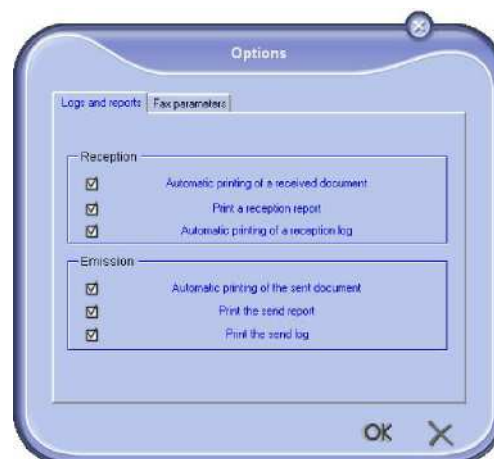 Options
Logs and reports
Fax parameters
Reception
Automatic printing of a received document
Print a reception report
Automatic printing of a reception log
Emission
Automatic printing of the sent document
Print the send report
Print the send log
OK